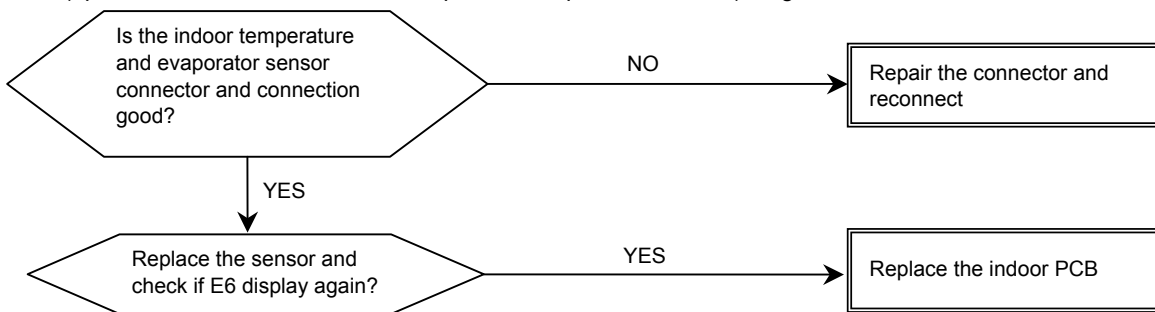 Is the indoor temperature
and evaporator sensor
connector and connection
good?
NO
Repair the connector and
reconnect
YES
Replace the sensor and
check if E6 display again?
YES
Replace the indoor PCB